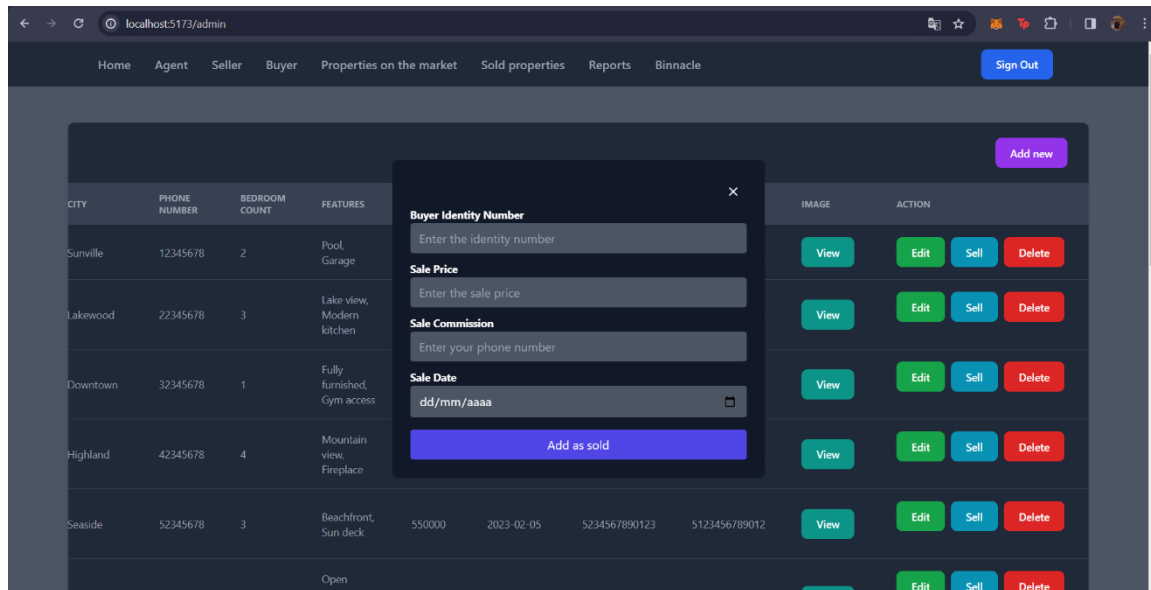 localhost:5173/admin
Tp
Home Agent Seller Buyer Properties on the market Sold properties Reports Binnacle Sign Out
Add new
CITY PHONE NUMBER BEDROOM COUNT FEATURES IMAGE ACTION
Buyer Identity Number
Enter the identity number
Sale Price
Enter the sale price
Sale Commission
Enter your phone number
Sale Date
dd/mm/aaaa
Add as sold
Sunville 12345678 2 Pool, Garage View Edit Sell Delete
Lakewood 22345678 3 Lake view, Modern kitchen View Edit Sell Delete
Downtown 32345678 1 Fully furnished, Gym access View Edit Sell Delete
Highland 42345678 4 Mountain view, Fireplace View Edit Sell Delete
Seaside 52345678 3 Beachfront, Sun deck 550000 2023-02-05 5234567890123 5123456789012 View Edit Sell Delete
Open Edit Sell Delete